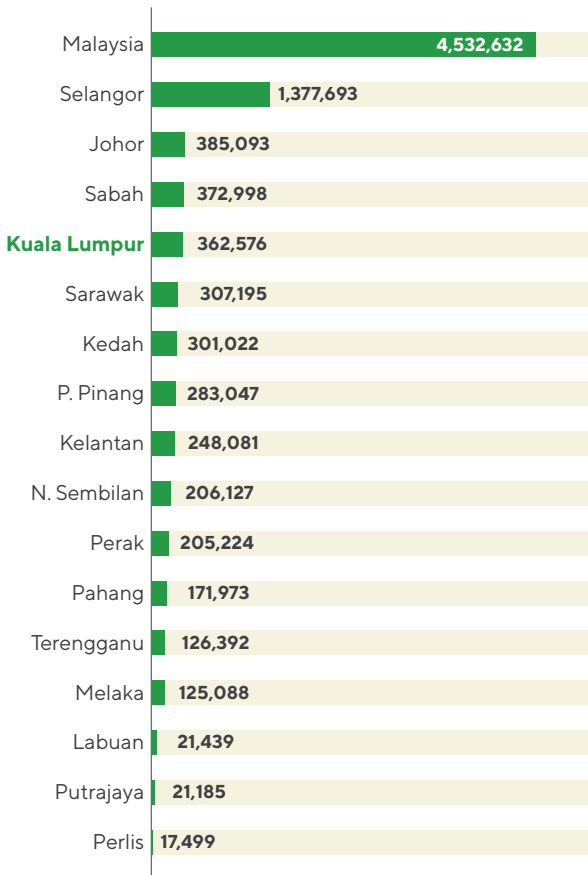 Malaysia 4,532,632
Selangor 1,377,693
Johor 385,093
Sabah 372,998
Kuala Lumpur 362,576
Sarawak 307,195
Kedah 301,022
P. Pinang 283,047
Kelantan 248,081
N. Sembilan 206,127
Perak 205,224
Pahang 171,973
Terengganu 126,392
Melaka 125,088
Labuan 21,439
Putrajaya 21,185
Perlis 17,499